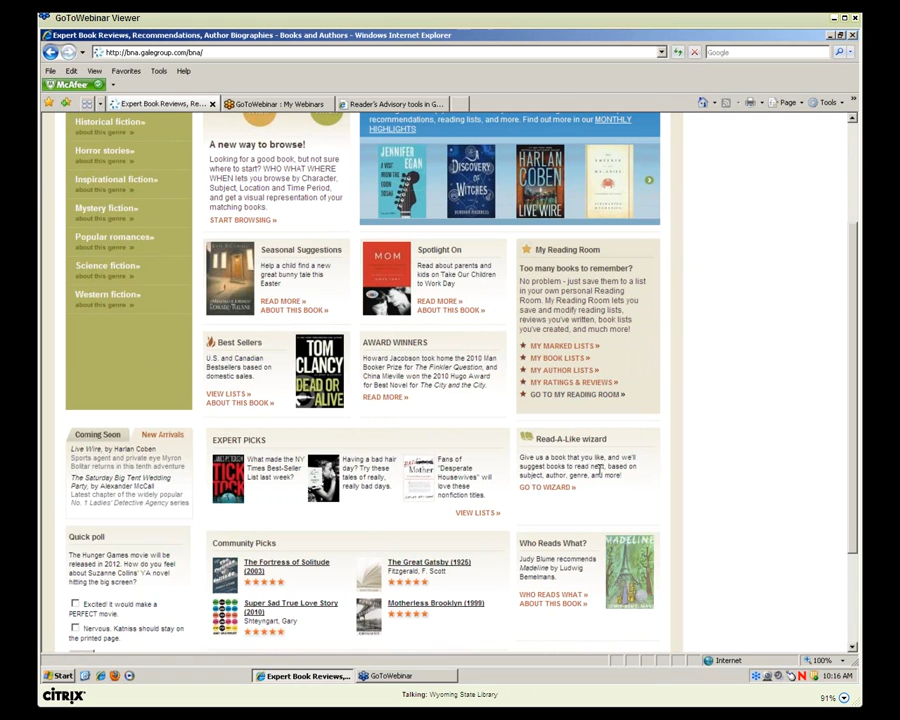 GoToWebinar Viewer
Expert Book Reviews, Recommendations, Author Biographies - Books and Authors - Windows Internet Explorer
http://bna.galegroup.com/bna/
Google
File Edit View Favorites Tools Help
McAfee
Expert Book Reviews, Re...
GoToWebinar : My Webinars
Reader's Advisory tools in G...
Page
Tools
Historical fiction»
about this genre »
Horror stories»
about this genre »
Inspirational fiction»
about this genre »
Mystery fiction»
about this genre »
Popular romances»
about this genre »
Science fiction»
about this genre »
Western fiction»
about this genre »
A new way to browse!
Looking for a good book, but not sure
where to start? WHO WHAT WHERE
WHEN lets you browse by Character,
Subject, Location and Time Period,
and get a visual representation of your
matching books.
START BROWSING »
recommendations, reading lists, and more. Find out more in our MONTHLY
HIGHLIGHTS
JENNIFER
EGAN
A DISCOVERY
OF
WITCHES
HARLAN
COBEN
LIVE WIRE
Seasonal Suggestions
Help a child find a new
great bunny tale this
Easter
READ MORE »
ABOUT THIS BOOK »
MOM
Spotlight On
Read about parents and
kids on Take Our Children
to Work Day
READ MORE »
ABOUT THIS BOOK »
My Reading Room
Too many books to remember?
No problem - just save them to a list
in your own personal Reading
Room. My Reading Room lets you
save and modify reading lists,
reviews you've written, book lists
you've created, and much more!
MY MARKED LISTS »
MY BOOK LISTS »
MY AUTHOR LISTS »
MY RATINGS & REVIEWS »
GO TO MY READING ROOM »
Best Sellers
U.S. and Canadian
Bestsellers based on
domestic sales.
VIEW LISTS »
ABOUT THIS BOOK »
TOM
CLANCY
DEAD OR
ALIVE
AWARD WINNERS
Howard Jacobson took home the 2010 Man
Booker Prize for The Finkler Question, and
China Mieville won the 2010 Hugo Award
for Best Novel for The City and the City.
READ MORE »
Coming Soon
New Arrivals
Live Wire, by Harlan Coben
Sports agent and private eye Myron
Bolitar returns in this tenth adventure
The Saturday Big Tent Wedding
Party, by Alexander McCall
Latest chapter of the widely popular
No. 1 Ladies' Detective Agency series
EXPERT PICKS
TICK
TOCK
What made the NY
Times Best-Seller
List last week?
Having a bad hair
day? Try these
tales of really,
really bad days.
Mother
Fans of
"Desperate
Housewives" will
love these
nonfiction titles.
VIEW LISTS »
Read-A-Like wizard
Give us a book that you like, and we'll
suggest books to read next, based on
subject, author, genre, and more!
GO TO WIZARD »
Quick poll
The Hunger Games movie will be
released in 2012. How do you feel
about Suzanne Collins' YA novel
hitting the big screen?
Excited! It would make a
PERFECT movie.
Nervous. Katniss should stay on
the printed page.
Community Picks
The Fortress of Solitude
(2003)
The Great Gatsby (1925)
Fitzgerald, F. Scott
Super Sad True Love Story
(2010)
Shteyngart, Gary
Motherless Brooklyn (1999)
Who Reads What?
Judy Blume recommends
Madeline by Ludwig
Bemelmans.
WHO READS WHAT »
ABOUT THIS BOOK »
MADELINE
Internet
100%
Start
Expert Book Reviews,...
GoToWebinar
10:16 AM
CITRIX
Talking: Wyoming State Library
91%